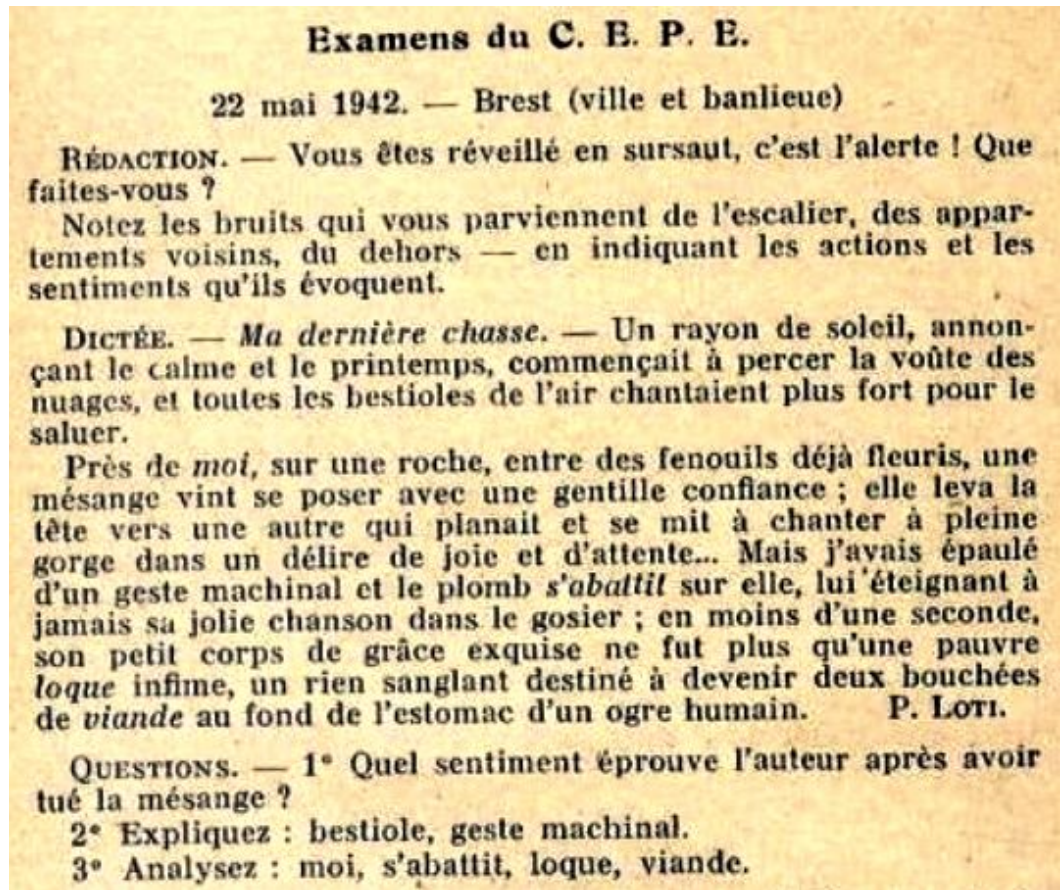 Examens du C. E. P. E.
22 mai 1942. — Brest (ville et banlieue)
RÉDACTION. — Vous êtes réveillé en sursaut, c'est l'alerte ! Que
faites-vous ?
Notez les bruits qui vous parviennent de l'escalier, des appar-
tements voisins, du dehors — en indiquant les actions et les
sentiments qu'ils évoquent.
DICTÉE. — Ma dernière chasse. — Un rayon de soleil, annon-
çant le calme et le printemps, commençait à percer la voûte des
nuages, et toutes les bestioles de l'air chantaient plus fort pour le
saluer.
Près de moi, sur une roche, entre des fenouils déjà fleuris, une
mésange vint se poser avec une gentille confiance ; elle leva la
tête vers une autre qui planait et se mit à chanter à pleine
gorge dans un délire de joie et d'attente... Mais j'avais épaulé
d'un geste machinal et le plomb s'abattit sur elle, lui éteignant à
jamais sa jolie chanson dans le gosier ; en moins d'une seconde,
son petit corps de grâce exquise ne fut plus qu'une pauvre
loque infime, un rien sanglant destiné à devenir deux bouchées
de viande au fond de l'estomac d'un ogre humain. P. LOTI.
QUESTIONS. — 1° Quel sentiment éprouve l'auteur après avoir
tué la mésange ?
2° Expliquez : bestiole, geste machinal.
3° Analysez : moi, s'abattit, loque, viande.